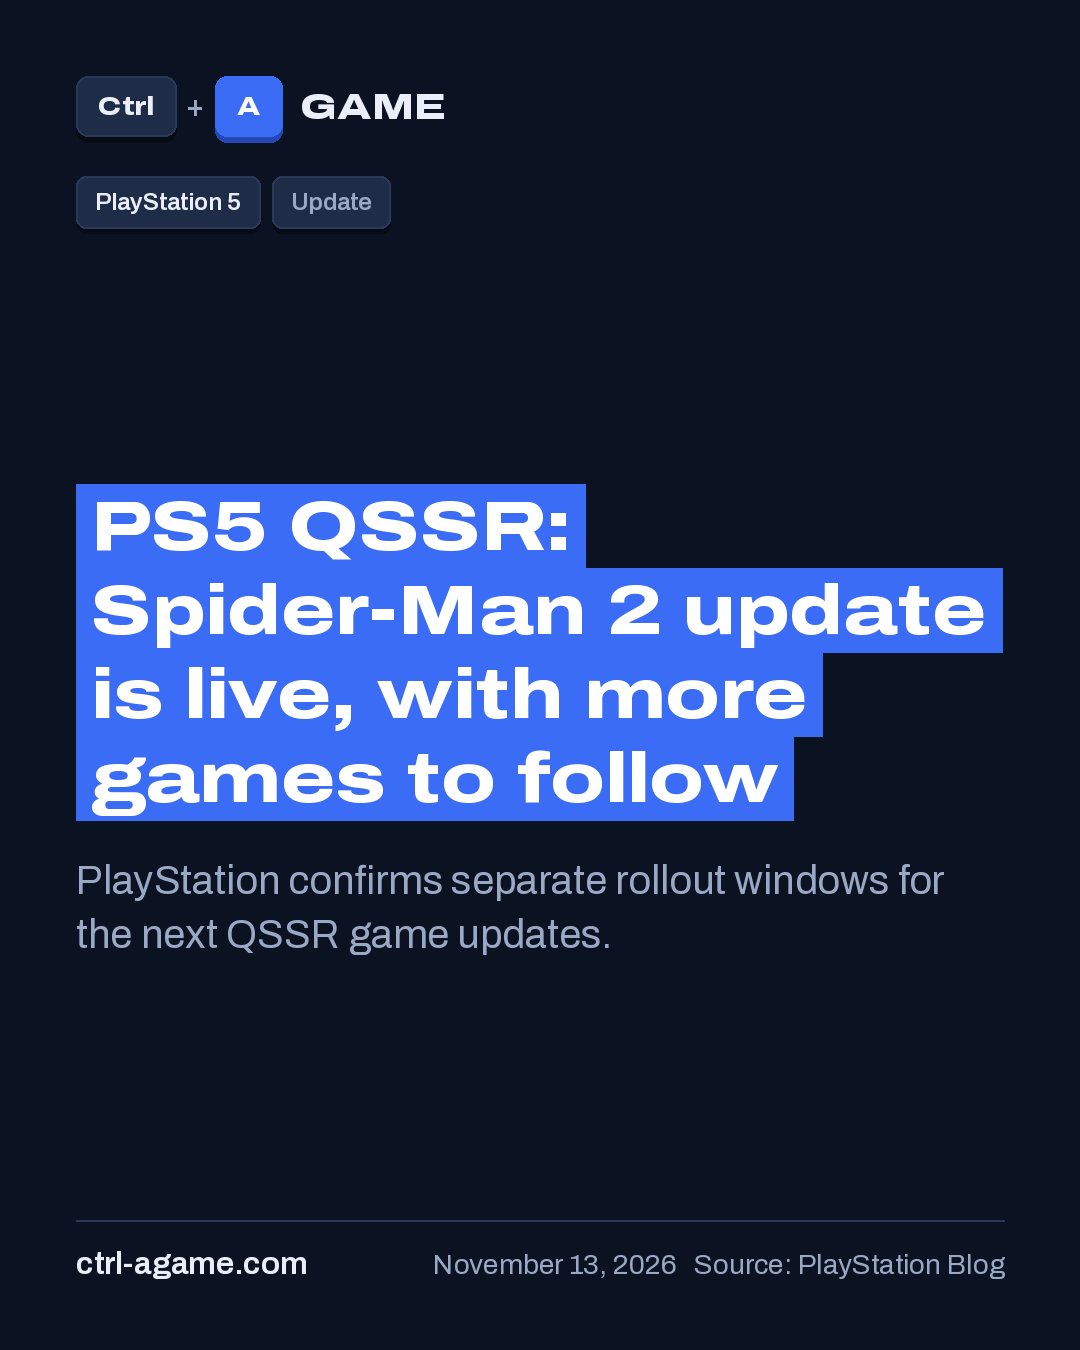 Ctrl + A GAME
PlayStation 5 Update
PS5 QSSR:
Spider-Man 2 update
is live, with more
games to follow
PlayStation confirms separate rollout windows for
the next QSSR game updates.
ctrl-agame.com November 13, 2026 Source: PlayStation Blog